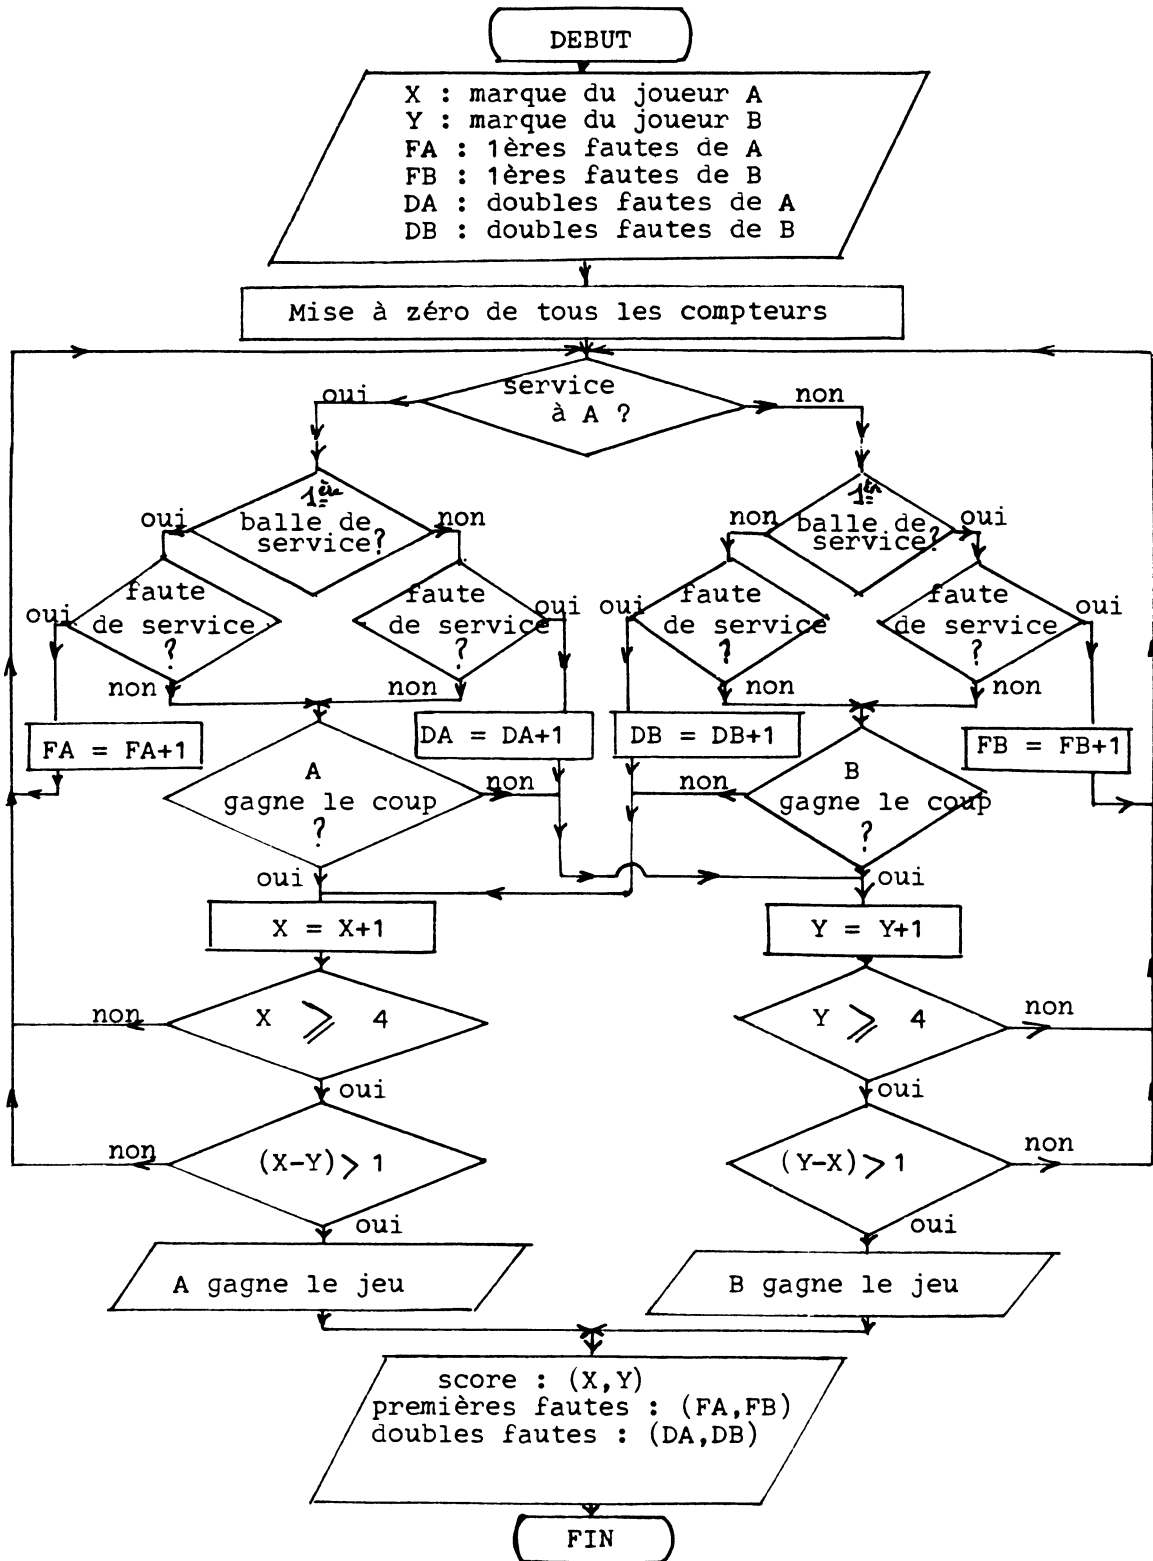 DEBUT
X : marque du joueur A
Y : marque du joueur B
FA : 1ères fautes de A
FB : 1ères fautes de B
DA : doubles fautes de A
DB : doubles fautes de B
Mise à zéro de tous les compteurs
service
à A ?
oui
non
1ère
balle de
service?
oui
non
1èr
balle de
service?
non
oui
faute
de service
?
oui
non
faute
de service
?
oui
non
faute
de service
?
oui
non
faute
de service
?
oui
non
FA = FA+1
DA = DA+1
DB = DB+1
FB = FB+1
A
gagne le coup
?
non
oui
B
gagne le coup
?
non
oui
X = X+1
Y = Y+1
X ⩾ 4
non
oui
Y ⩾ 4
non
oui
(X-Y) > 1
non
oui
(Y-X) > 1
non
oui
A gagne le jeu
B gagne le jeu
score : (X,Y)
premières fautes : (FA,FB)
doubles fautes : (DA,DB)
FIN